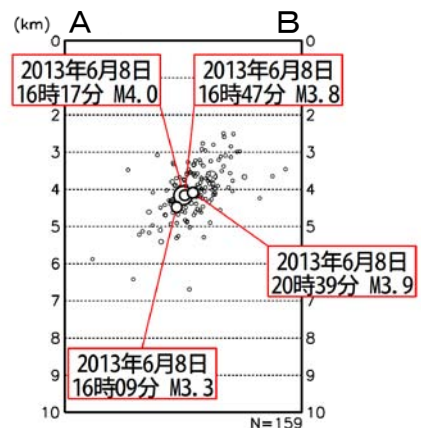 (km) A B
0 0
2013年6月8日
16時17分 M4.0
2013年6月8日
16時47分 M3.8
2 2
3 3
4 4
5 5
2013年6月8日
20時39分 M3.9
6
7 7
8 8
2013年6月8日
16時09分 M3.3
9 9
10 10
N=159